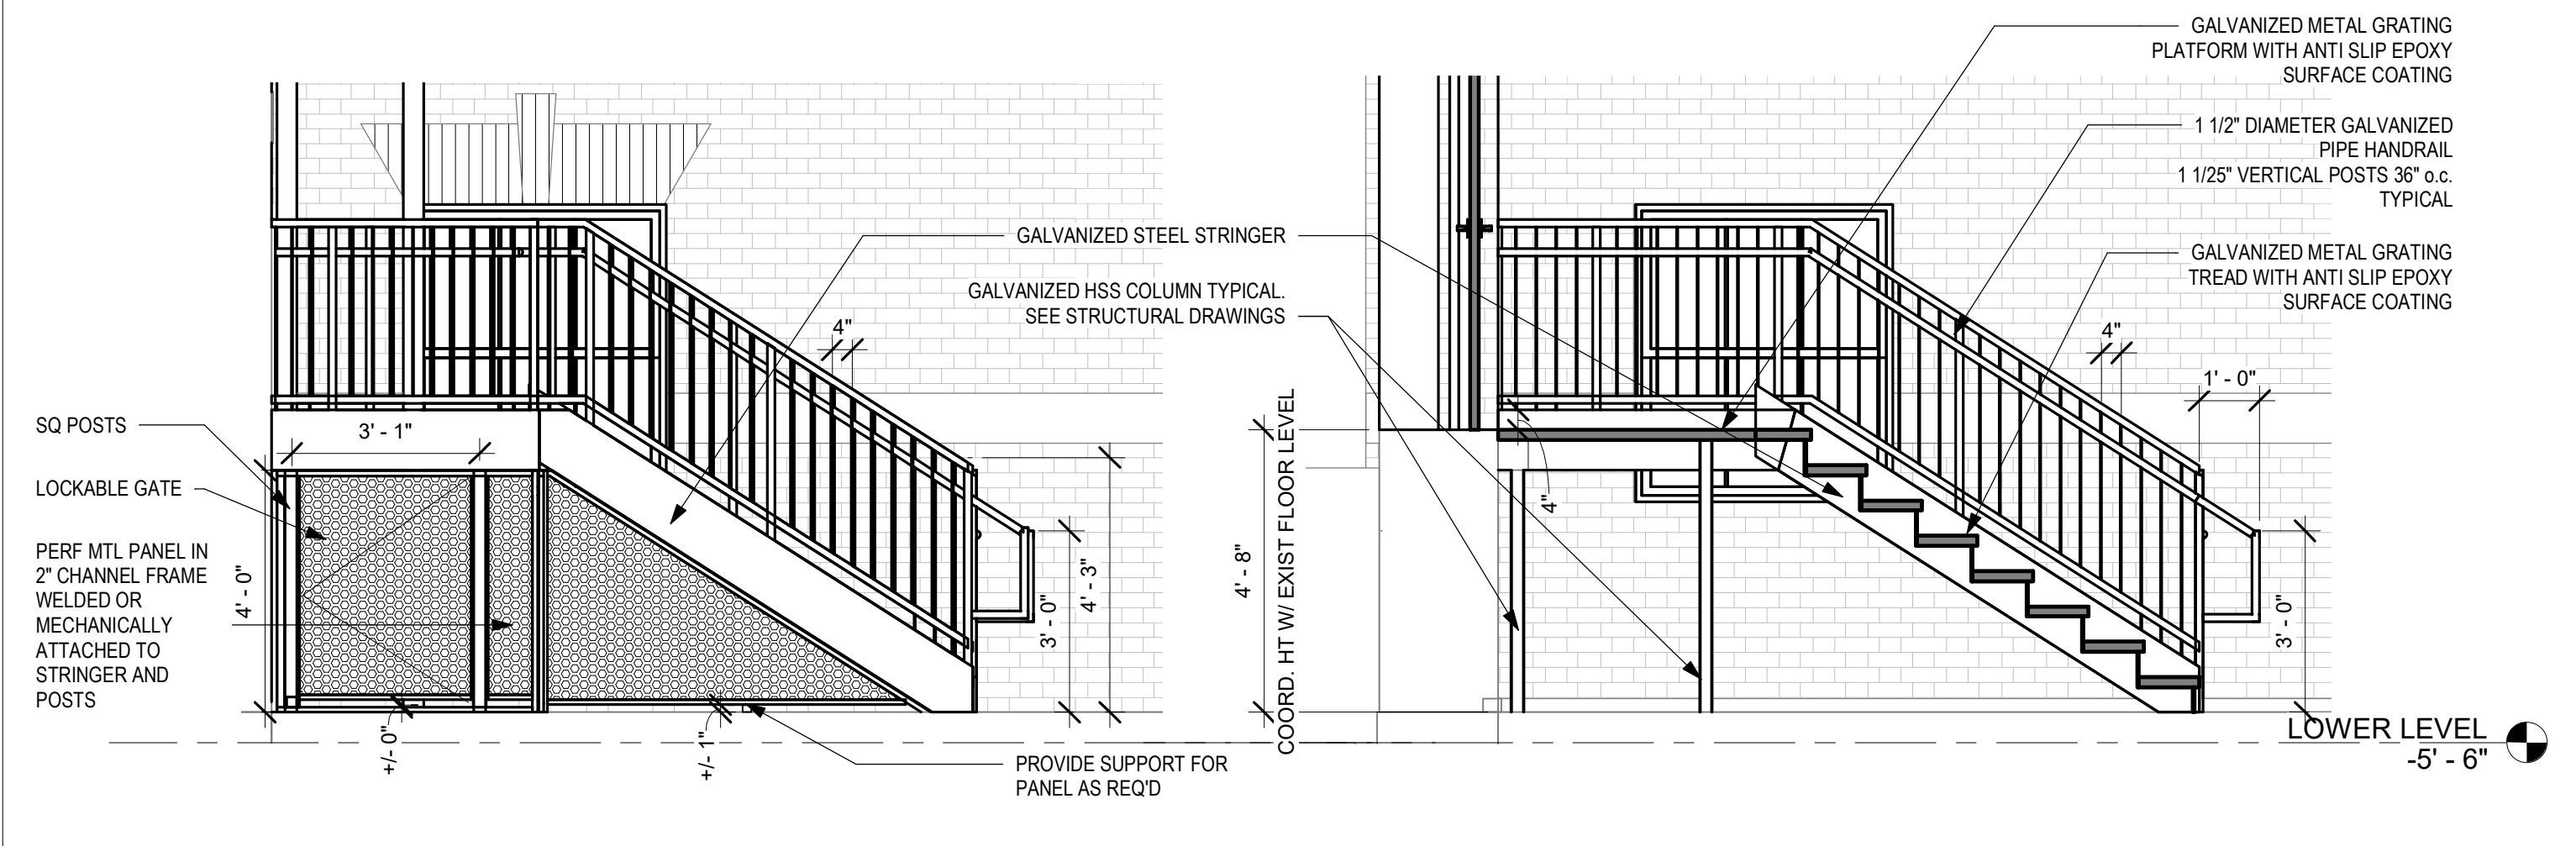 SQ POSTS
LOCKABLE GATE
PERF MTL PANEL IN
2" CHANNEL FRAME
WELDED OR
MECHANICALLY
ATTACHED TO
STRINGER AND
POSTS
3' - 1"
4' - 0"
+/- 0"
+/- 1"
4"
3' - 0"
4' - 3"
GALVANIZED STEEL STRINGER
GALVANIZED HSS COLUMN TYPICAL.
SEE STRUCTURAL DRAWINGS
PROVIDE SUPPORT FOR
PANEL AS REQ'D
4' - 8"
COORD. HT W/ EXIST FLOOR LEVEL
4"
GALVANIZED METAL GRATING
PLATFORM WITH ANTI SLIP EPOXY
SURFACE COATING
1 1/2" DIAMETER GALVANIZED
PIPE HANDRAIL
1 1/25" VERTICAL POSTS 36" o.c.
TYPICAL
GALVANIZED METAL GRATING
TREAD WITH ANTI SLIP EPOXY
SURFACE COATING
4"
1' - 0"
3' - 0"
LOWER LEVEL
-5' - 6"